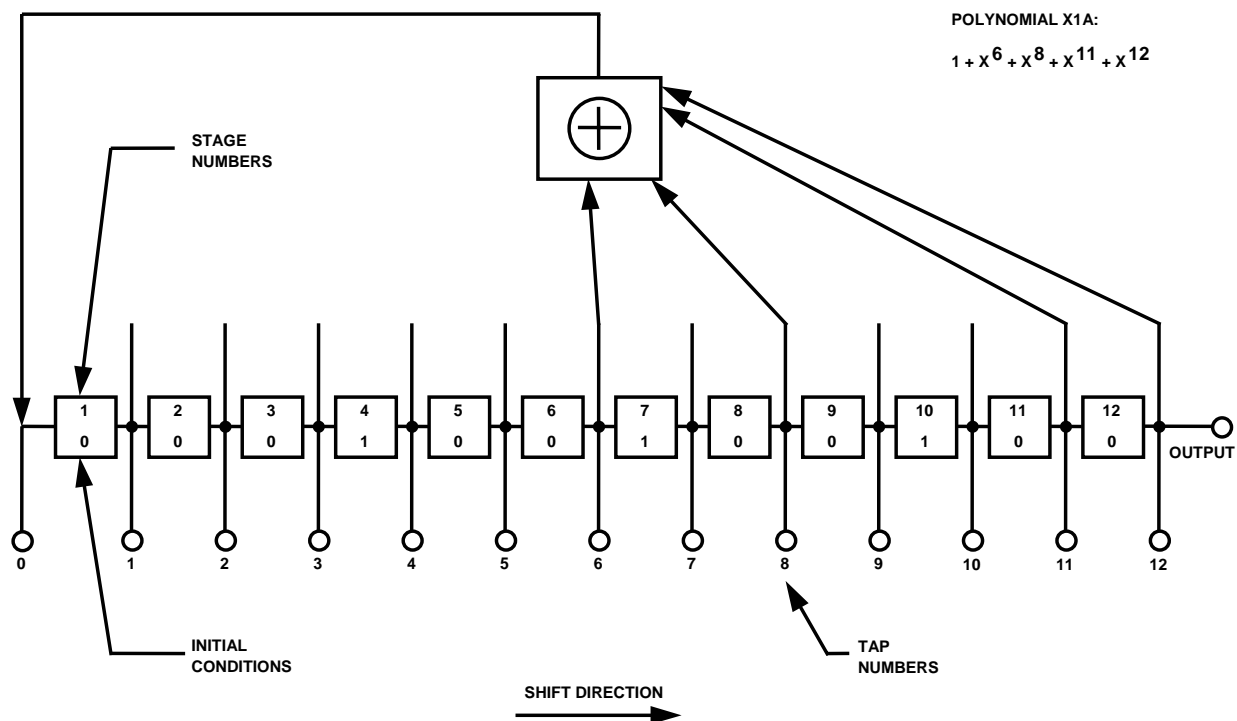 POLYNOMIAL X1A:
1 + X⁶ + X⁸ + X¹¹ + X¹²
STAGE
NUMBERS
1 2 3 4 5 6 7 8 9 10 11 12
0 0 0 1 0 0 1 0 0 1 0 0
OUTPUT
0 1 2 3 4 5 6 7 8 9 10 11 12
INITIAL
CONDITIONS
TAP
NUMBERS
SHIFT DIRECTION